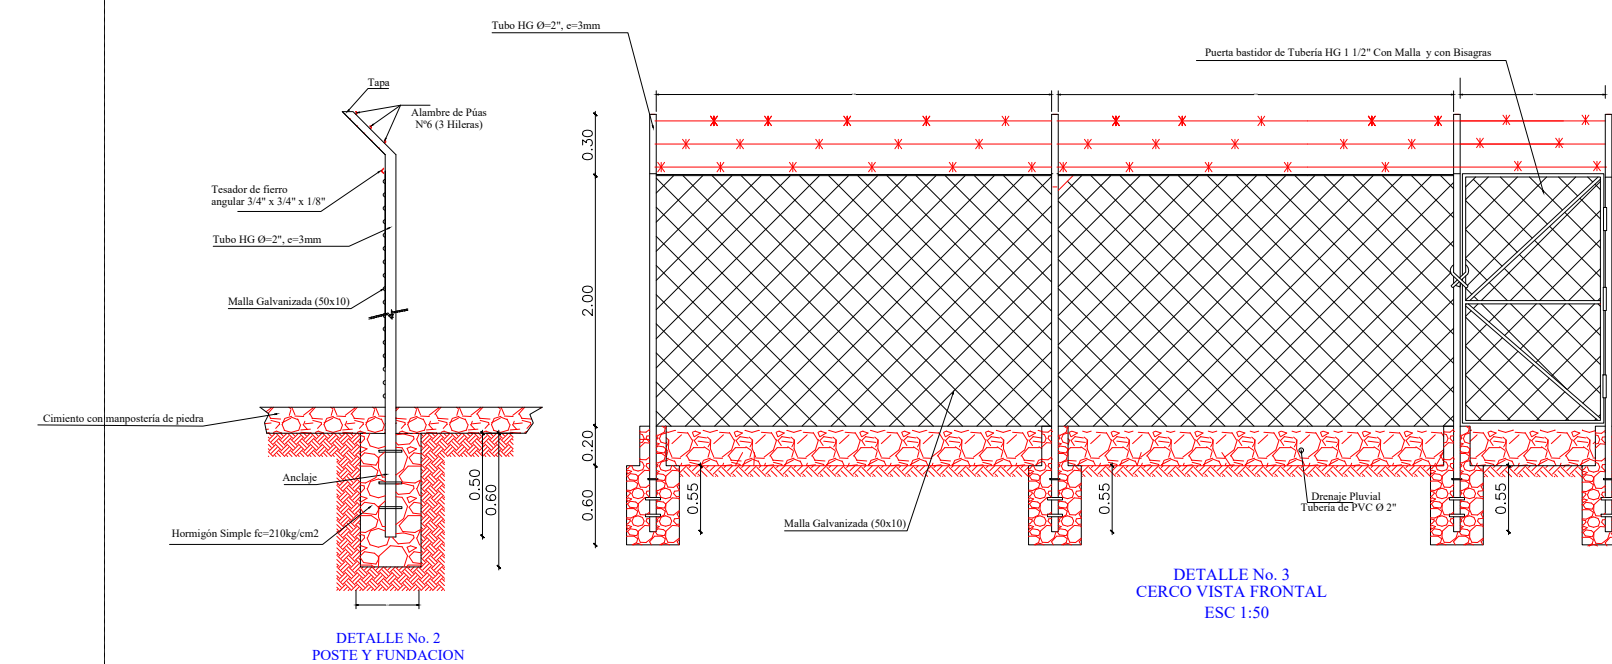 Tubo HG Ø=2", e=3mm
Puerta bastidor de Tubería HG 1 1/2" Con Malla y con Bisagras
Tapa
Alambre de Púas
Nº6 (3 Hileras)
0.30
Tesador de fierro
angular 3/4" x 3/4" x 1/8"
Tubo HG Ø=2", e=3mm
Malla Galvanizada (50x10)
2.00
Cimiento con manpostería de piedra
0.20
Anclaje
0.50
0.60
0.60
0.55
0.55
0.55
Drenaje Pluvial
Tubería de PVC Ø 2"
Malla Galvanizada (50x10)
Hormigón Simple fc=210kg/cm2
DETALLE No. 3
CERCO VISTA FRONTAL
ESC 1:50
DETALLE No. 2
POSTE Y FUNDACION